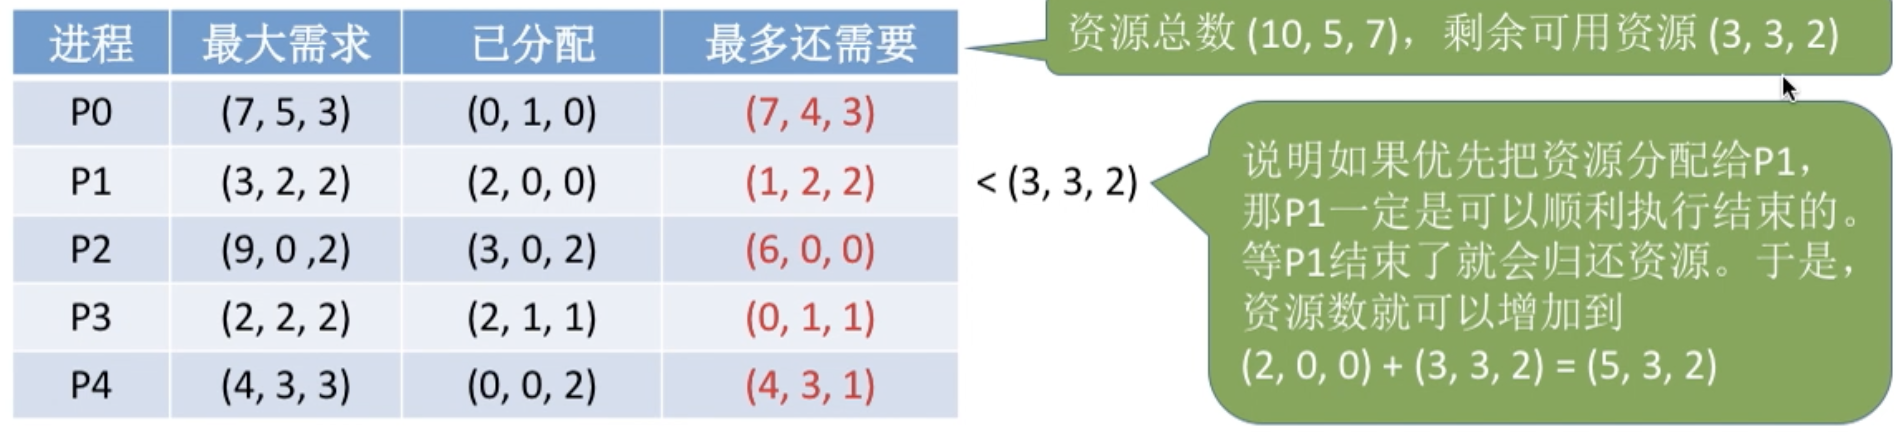 进程 最大需求 已分配 最多还需要
P0 (7, 5, 3) (0, 1, 0) (7, 4, 3)
P1 (3, 2, 2) (2, 0, 0) (1, 2, 2)
P2 (9, 0 ,2) (3, 0, 2) (6, 0, 0)
P3 (2, 2, 2) (2, 1, 1) (0, 1, 1)
P4 (4, 3, 3) (0, 0, 2) (4, 3, 1)
资源总数 (10, 5, 7)，剩余可用资源 (3, 3, 2)
< (3, 3, 2)
说明如果优先把资源分配给P1，
那P1一定是可以顺利执行结束的。
等P1结束了就会归还资源。于是，
资源数就可以增加到
(2, 0, 0) + (3, 3, 2) = (5, 3, 2)